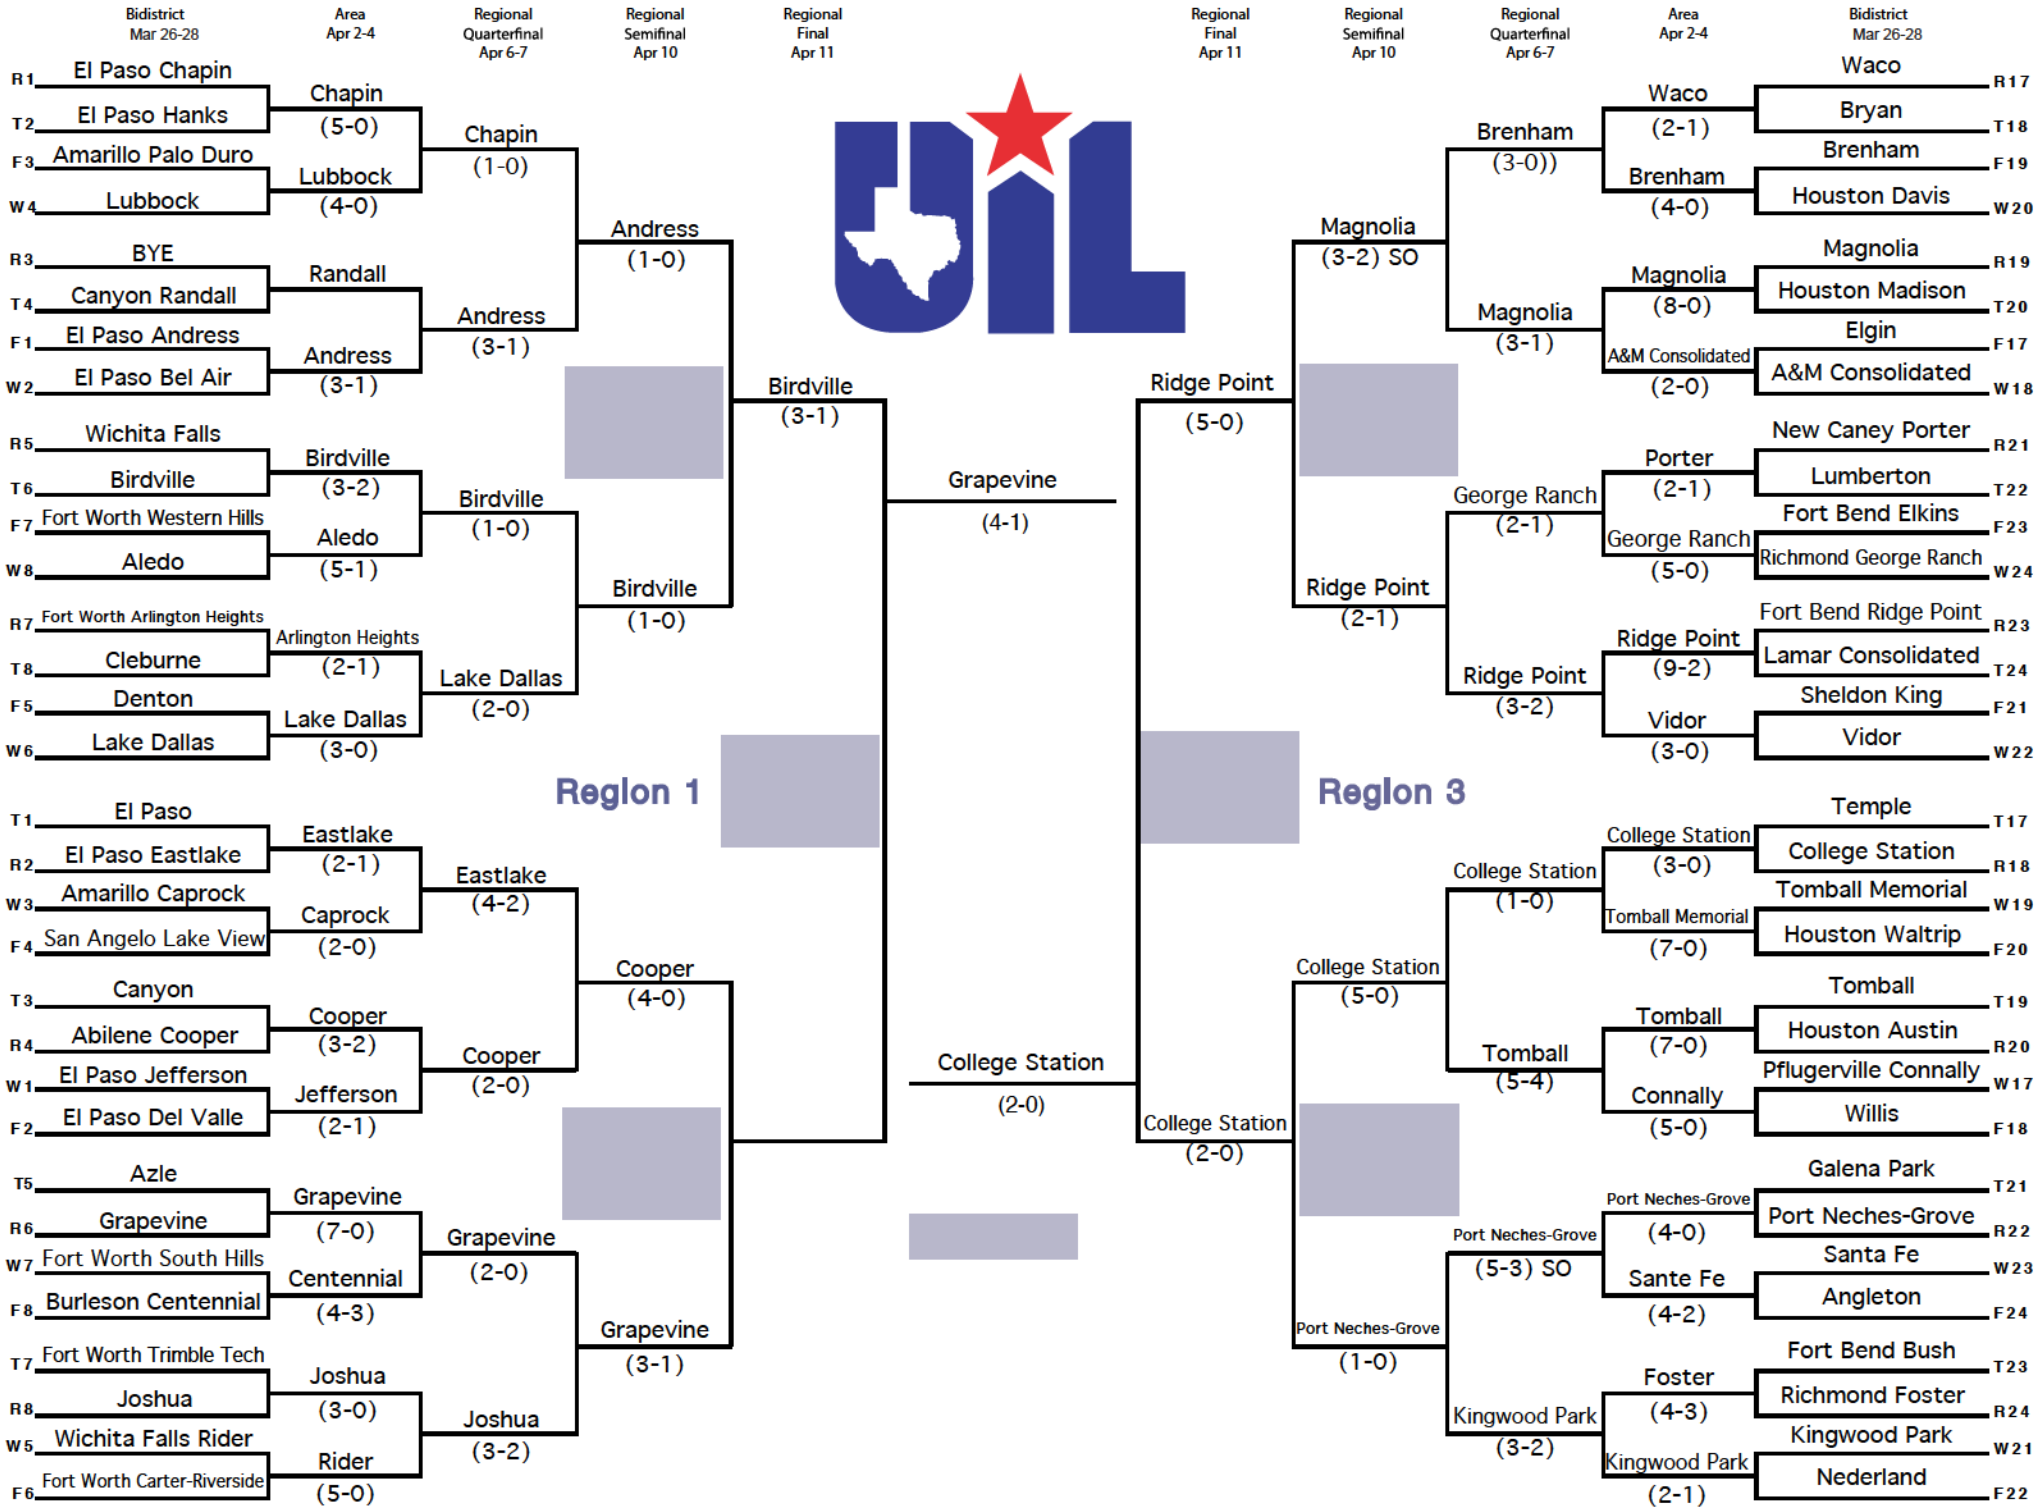 Bidistrict
Mar 26-28
Area
Apr 2-4
Regional
Quarterfinal
Apr 6-7
Regional
Semifinal
Apr 10
Regional
Final
Apr 11
Regional
Final
Apr 11
Regional
Semifinal
Apr 10
Regional
Quarterfinal
Apr 6-7
Area
Apr 2-4
Bidistrict
Mar 26-28
R1 El Paso Chapin
T2 El Paso Hanks
F3 Amarillo Palo Duro
W4 Lubbock
R3 BYE
T4 Canyon Randall
F1 El Paso Andress
W2 El Paso Bel Air
R5 Wichita Falls
T6 Birdville
F7 Fort Worth Western Hills
W8 Aledo
R7 Fort Worth Arlington Heights
T8 Cleburne
F5 Denton
W6 Lake Dallas
T1 El Paso
R2 El Paso Eastlake
W3 Amarillo Caprock
F4 San Angelo Lake View
T3 Canyon
R4 Abilene Cooper
W1 El Paso Jefferson
F2 El Paso Del Valle
T5 Azle
R6 Grapevine
W7 Fort Worth South Hills
F8 Burleson Centennial
T7 Fort Worth Trimble Tech
R8 Joshua
W5 Wichita Falls Rider
F6 Fort Worth Carter-Riverside
Chapin
(5-0)
Lubbock
(4-0)
Randall
Andress
(3-1)
Birdville
(3-2)
Aledo
(5-1)
Arlington Heights
(2-1)
Lake Dallas
(3-0)
Eastlake
(2-1)
Caprock
(2-0)
Cooper
(3-2)
Jefferson
(2-1)
Grapevine
(7-0)
Centennial
(4-3)
Joshua
(3-0)
Rider
(5-0)
Chapin
(1-0)
Andress
(3-1)
Birdville
(1-0)
Lake Dallas
(2-0)
Eastlake
(4-2)
Cooper
(2-0)
Grapevine
(2-0)
Joshua
(3-2)
Andress
(1-0)
Birdville
(1-0)
Cooper
(4-0)
Grapevine
(3-1)
Region 1
Birdville
(3-1)
Grapevine
(4-1)
UIL
College Station
(2-0)
Ridge Point
(5-0)
College Station
(2-0)
Region 3
Magnolia
(3-2) SO
Ridge Point
(2-1)
College Station
(5-0)
Port Neches-Grove
(1-0)
Brenham
(3-0))
Magnolia
(3-1)
George Ranch
(2-1)
Ridge Point
(3-2)
College Station
(1-0)
Tomball
(5-4)
Port Neches-Grove
(5-3) SO
Kingwood Park
(3-2)
Waco
(2-1)
Brenham
(4-0)
Magnolia
(8-0)
A&M Consolidated
(2-0)
Porter
(2-1)
George Ranch
(5-0)
Ridge Point
(9-2)
Vidor
(3-0)
College Station
(3-0)
Tomball Memorial
(7-0)
Tomball
(7-0)
Connally
(5-0)
Port Neches-Grove
(4-0)
Sante Fe
(4-2)
Foster
(4-3)
Kingwood Park
(2-1)
Waco R17
Bryan T18
Brenham F19
Houston Davis W20
Magnolia R19
Houston Madison T20
Elgin F17
A&M Consolidated W18
New Caney Porter R21
Lumberton T22
Fort Bend Elkins F23
Richmond George Ranch W24
Fort Bend Ridge Point R23
Lamar Consolidated T24
Sheldon King F21
Vidor W22
Temple T17
College Station R18
Tomball Memorial W19
Houston Waltrip F20
Tomball T19
Houston Austin R20
Pflugerville Connally W17
Willis F18
Galena Park T21
Port Neches-Grove R22
Santa Fe W23
Angleton F24
Fort Bend Bush T23
Richmond Foster R24
Kingwood Park W21
Nederland F22